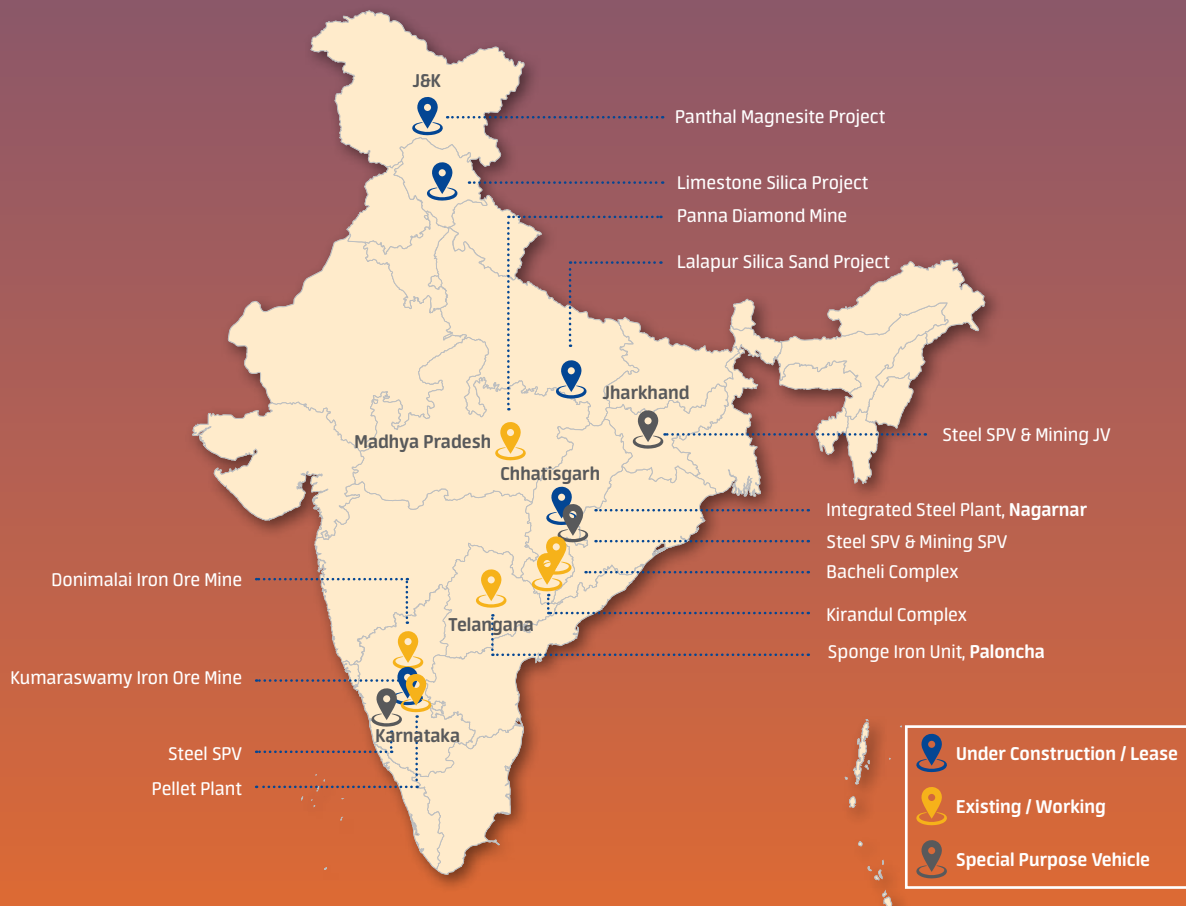 J&K
Panthal Magnesite Project
Limestone Silica Project
Panna Diamond Mine
Lalapur Silica Sand Project
Jharkhand
Steel SPV & Mining JV
Madhya Pradesh
Chhatisgarh
Integrated Steel Plant, Nagarnar
Steel SPV & Mining SPV
Bacheli Complex
Donimalai Iron Ore Mine
Kirandul Complex
Telangana
Sponge Iron Unit, Paloncha
Kumaraswamy Iron Ore Mine
Karnataka
Steel SPV
Pellet Plant
Under Construction / Lease
Existing / Working
Special Purpose Vehicle